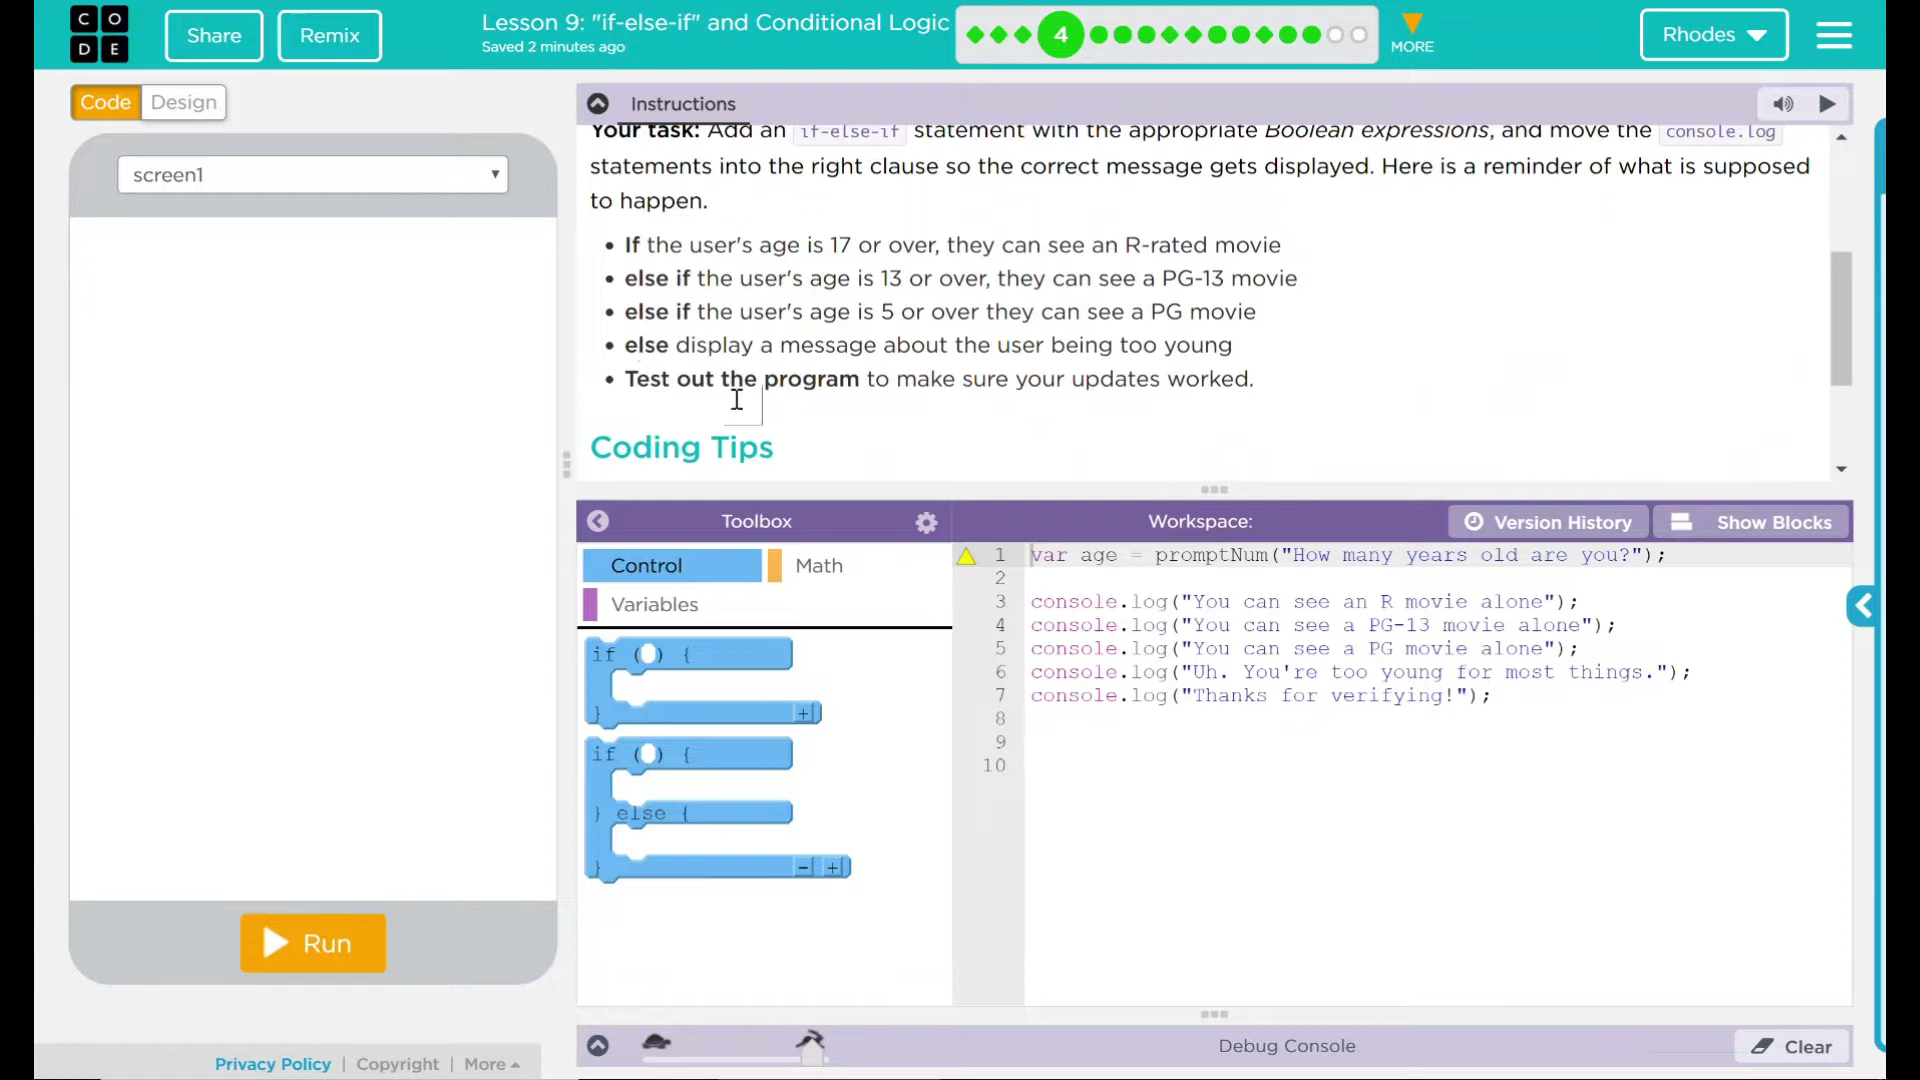 CODE
Share
Remix
Lesson 9: "if-else-if" and Conditional Logic
Saved 2 minutes ago
4
MORE
Rhodes
Code
Design
Instructions
screen1
Your task: Add an if-else-if statement with the appropriate Boolean expressions, and move the console.log
statements into the right clause so the correct message gets displayed. Here is a reminder of what is supposed
to happen.
If the user's age is 17 or over, they can see an R-rated movie
else if the user's age is 13 or over, they can see a PG-13 movie
else if the user's age is 5 or over they can see a PG movie
else display a message about the user being too young
Test out the program to make sure your updates worked.
Coding Tips
Toolbox
Workspace:
Version History
Show Blocks
Control
Math
Variables
if ( ) {
}
+
if ( ) {
} else {
}
- +
1 var age = promptNum("How many years old are you?");
2
3 console.log("You can see an R movie alone");
4 console.log("You can see a PG-13 movie alone");
5 console.log("You can see a PG movie alone");
6 console.log("Uh. You're too young for most things.");
7 console.log("Thanks for verifying!");
8
9
10
Run
Debug Console
Clear
Privacy Policy | Copyright | More